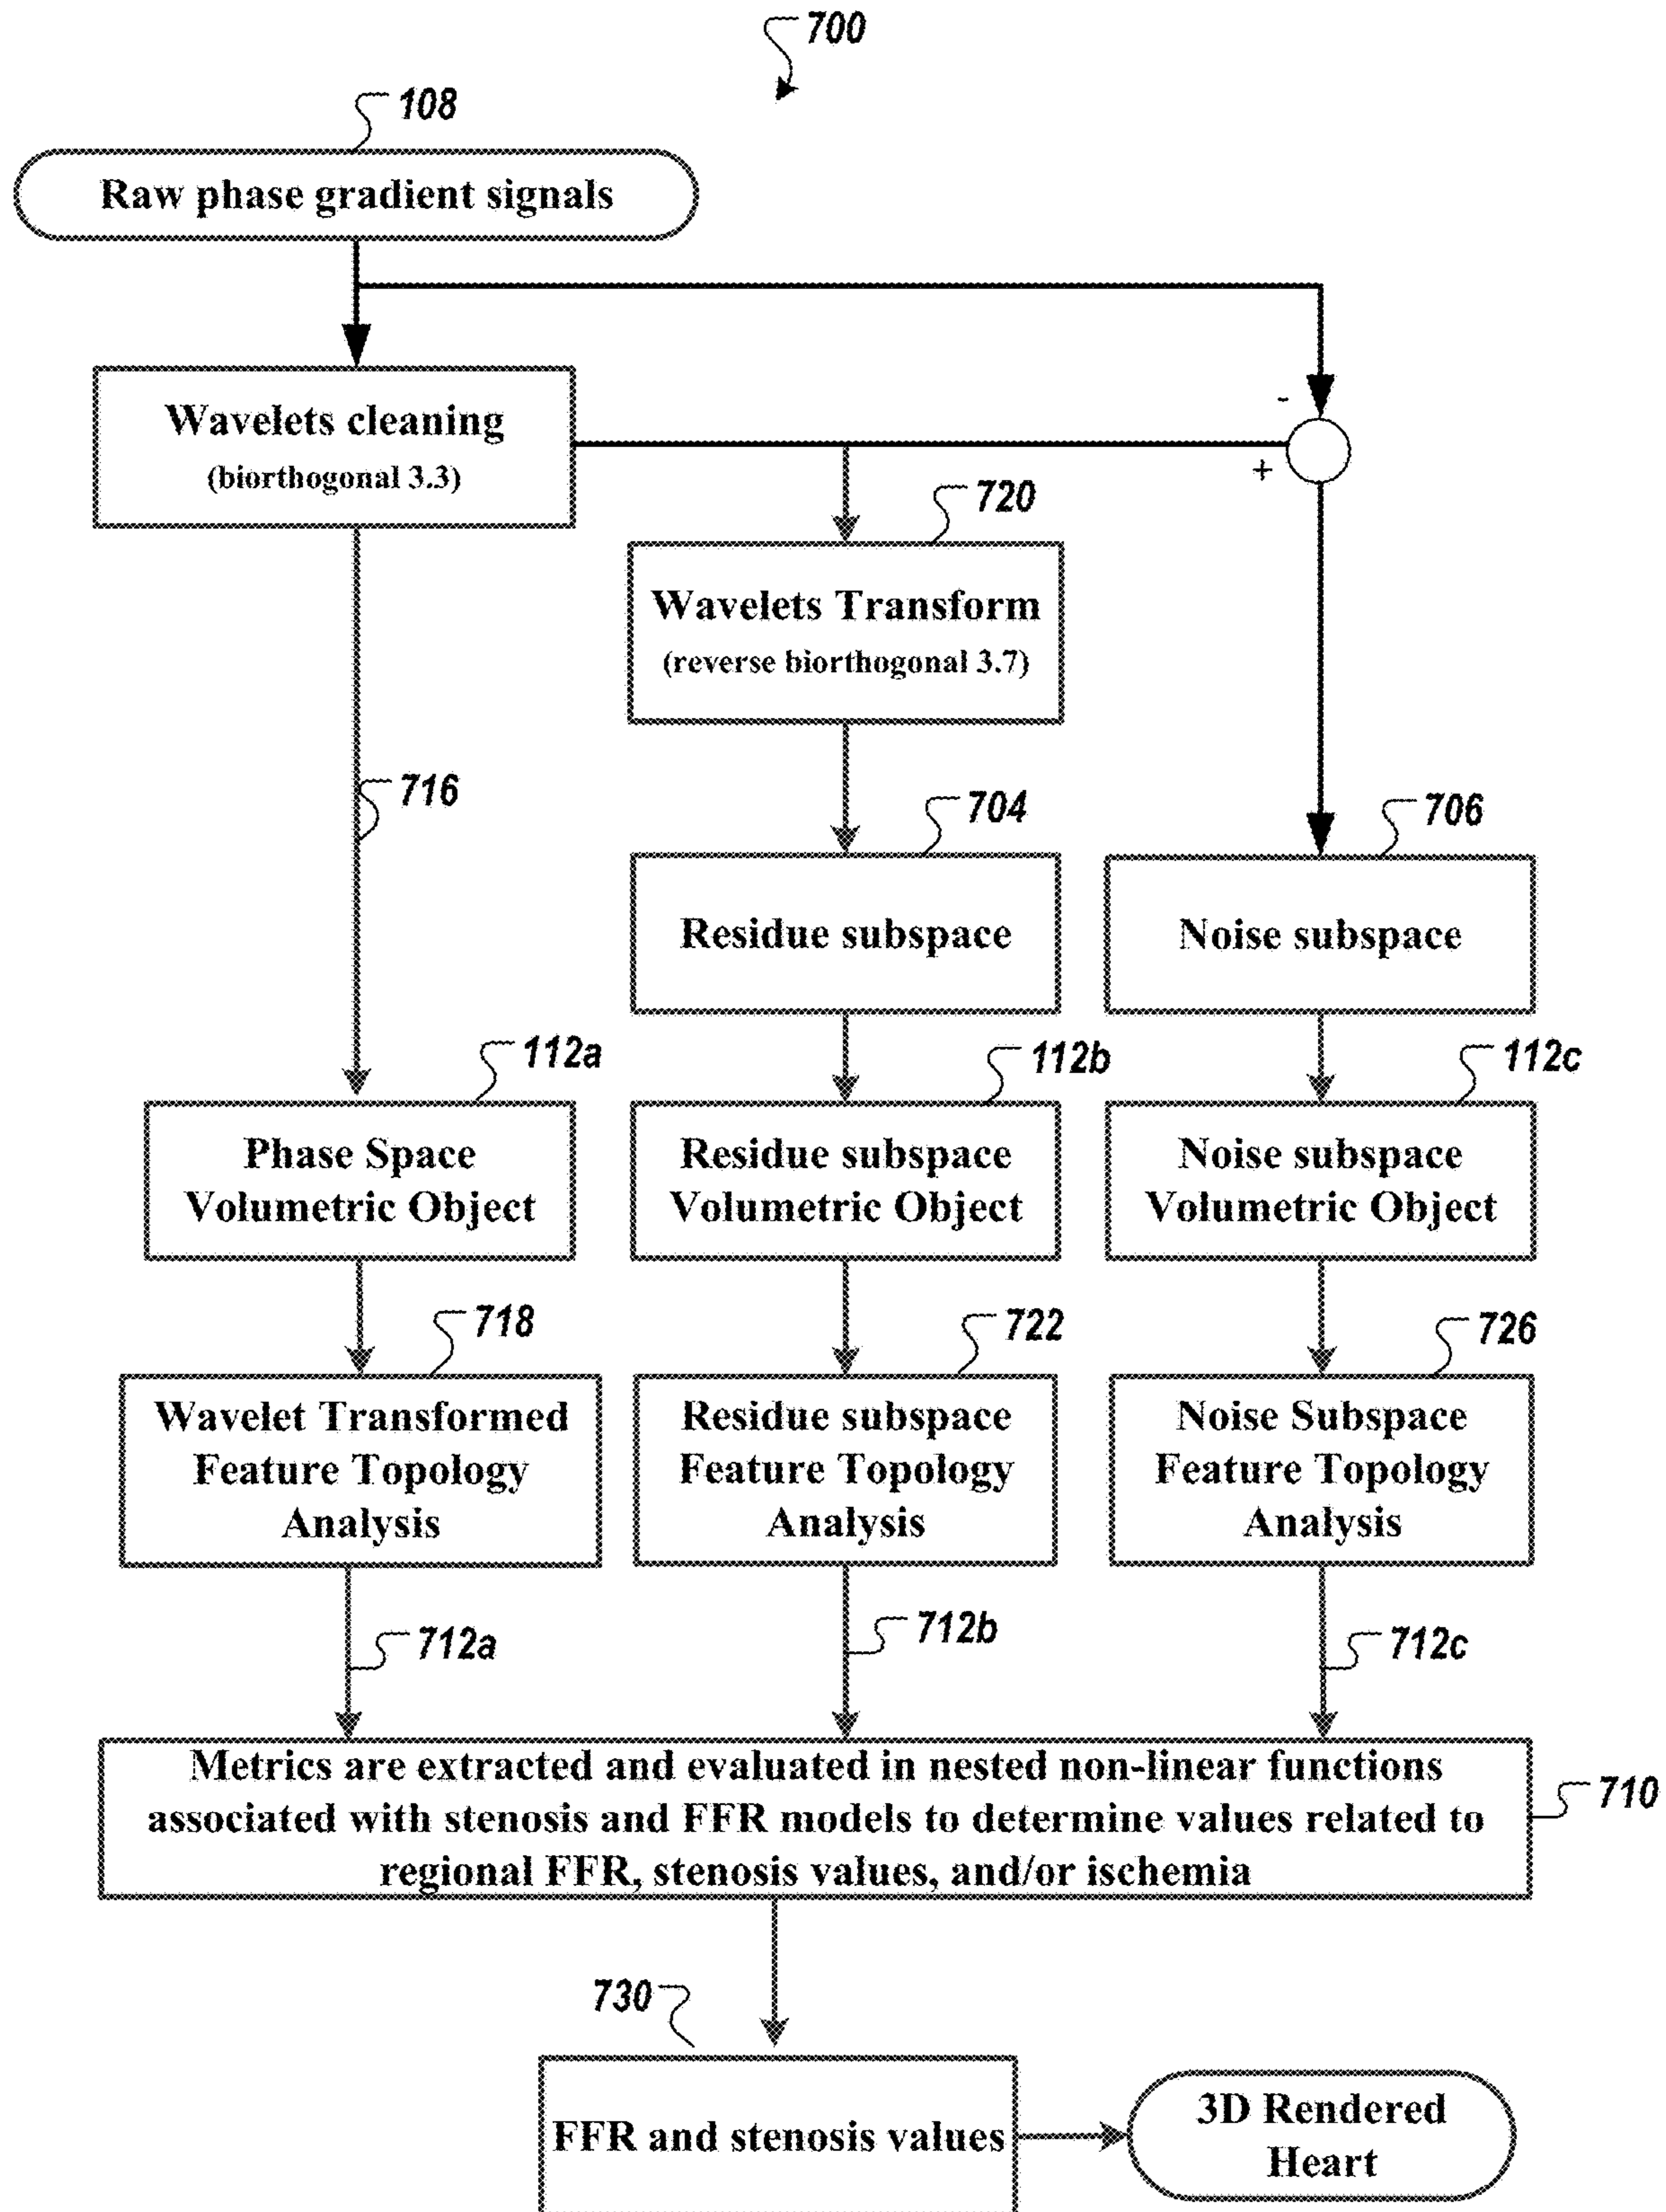 700
108
Raw phase gradient signals
Wavelets cleaning
(biorthogonal 3.3)
-
+
720
Wavelets Transform
(reverse biorthogonal 3.7)
716
704
706
Residue subspace
Noise subspace
112a
112b
112c
Phase Space
Volumetric Object
Residue subspace
Volumetric Object
Noise subspace
Volumetric Object
718
722
726
Wavelet Transformed
Feature Topology
Analysis
Residue subspace
Feature Topology
Analysis
Noise Subspace
Feature Topology
Analysis
712a
712b
712c
Metrics are extracted and evaluated in nested non-linear functions
associated with stenosis and FFR models to determine values related to
regional FFR, stenosis values, and/or ischemia
710
730
FFR and stenosis values
3D Rendered
Heart